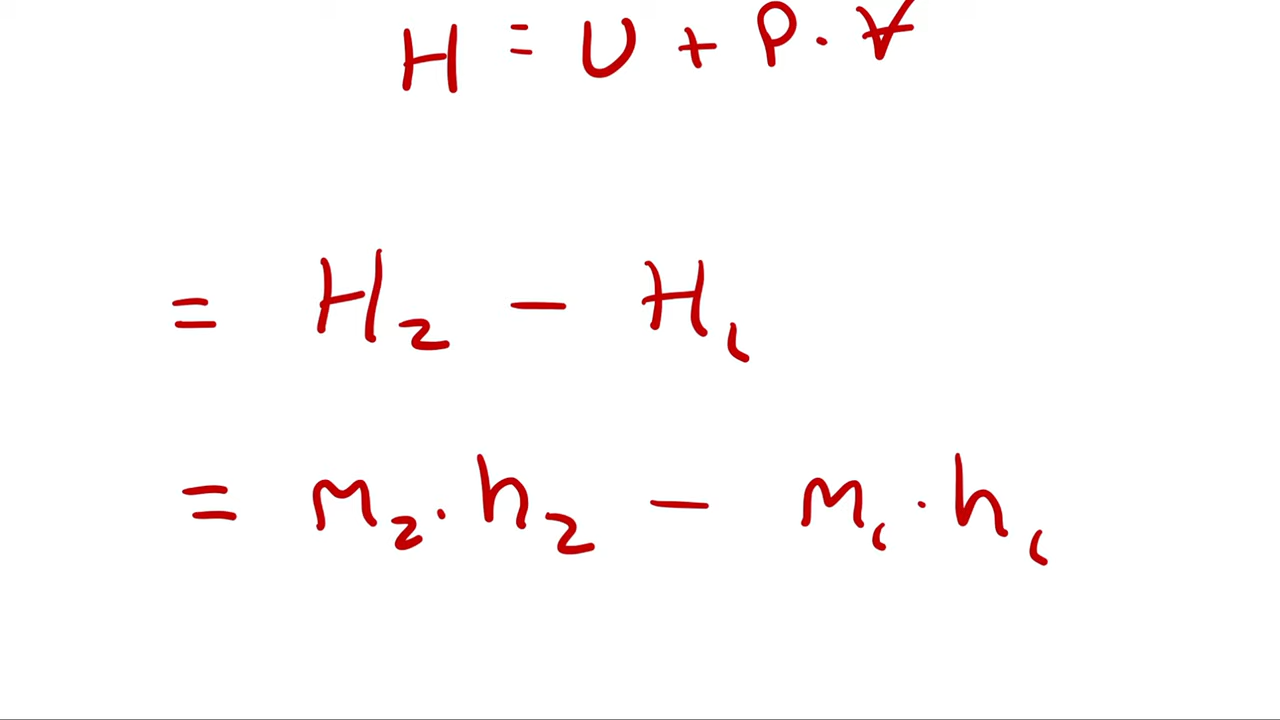 H = U + P · V
= H₂ − H₁
= m₂ · h₂ − m₁ · h₁